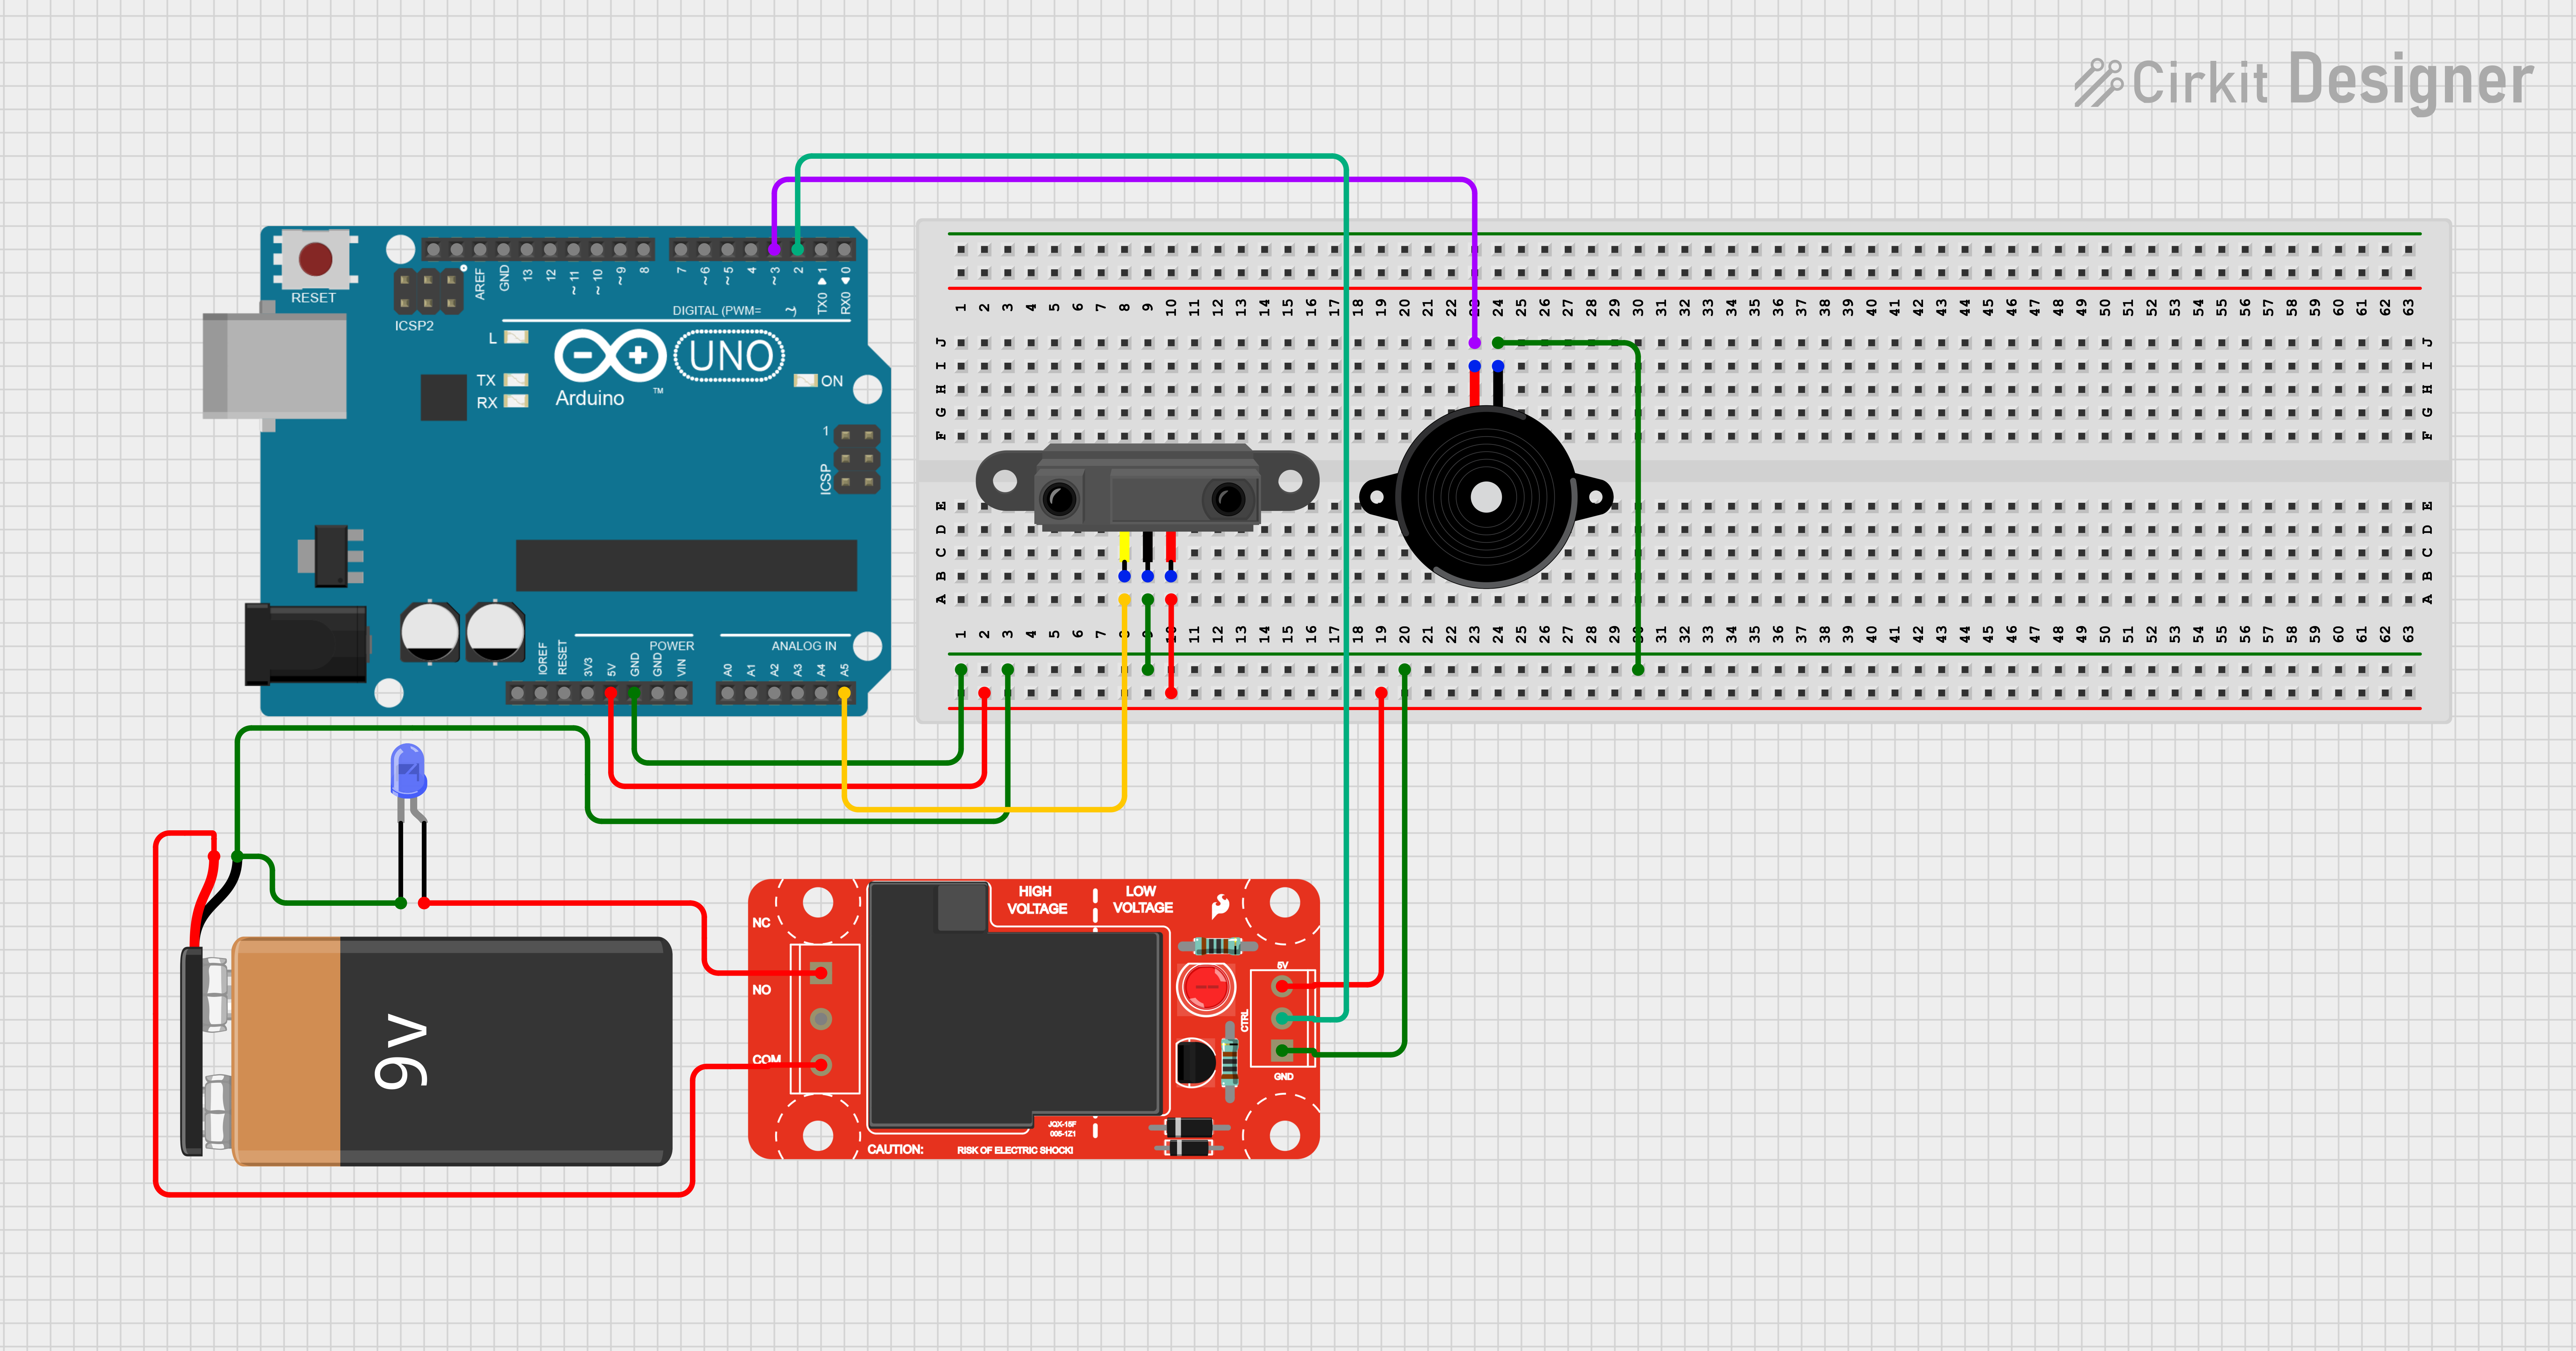 Cirkit Designer
RESET
ICSP2
AREF
GND
13
12
~11
~10
~9
8
7
~6
~5
4
~3
2
TX0 1
RX0 0
DIGITAL (PWM= ~)
L
TX
RX
Arduino
TM
UNO
ON
1
ICSP
POWER
ANALOG IN
IOREF
RESET
3V3
5V
GND
GND
VIN
A0
A1
A2
A3
A4
A5
1 2 3 4 5 6 7 8 9 10 11 12 13 14 15 16 17 18 19 20 21 22 23 24 25 26 27 28 29 30 31 32 33 34 35 36 37 38 39 40 41 42 43 44 45 46 47 48 49 50 51 52 53 54 55 56 57 58 59 60 61 62 63
J J
I I
H H
G G
F F
E E
D D
C C
B B
A A
1 2 3 4 5 6 7 8 9 10 11 12 13 14 15 16 17 18 19 20 21 22 23 24 25 26 27 28 29 30 31 32 33 34 35 36 37 38 39 40 41 42 43 44 45 46 47 48 49 50 51 52 53 54 55 56 57 58 59 60 61 62 63
9v
NC
NO
COM
HIGH
VOLTAGE
LOW
VOLTAGE
5V
CTRL
GND
JQX-15F
005-1Z1
CAUTION:
RISK OF ELECTRIC SHOCK!